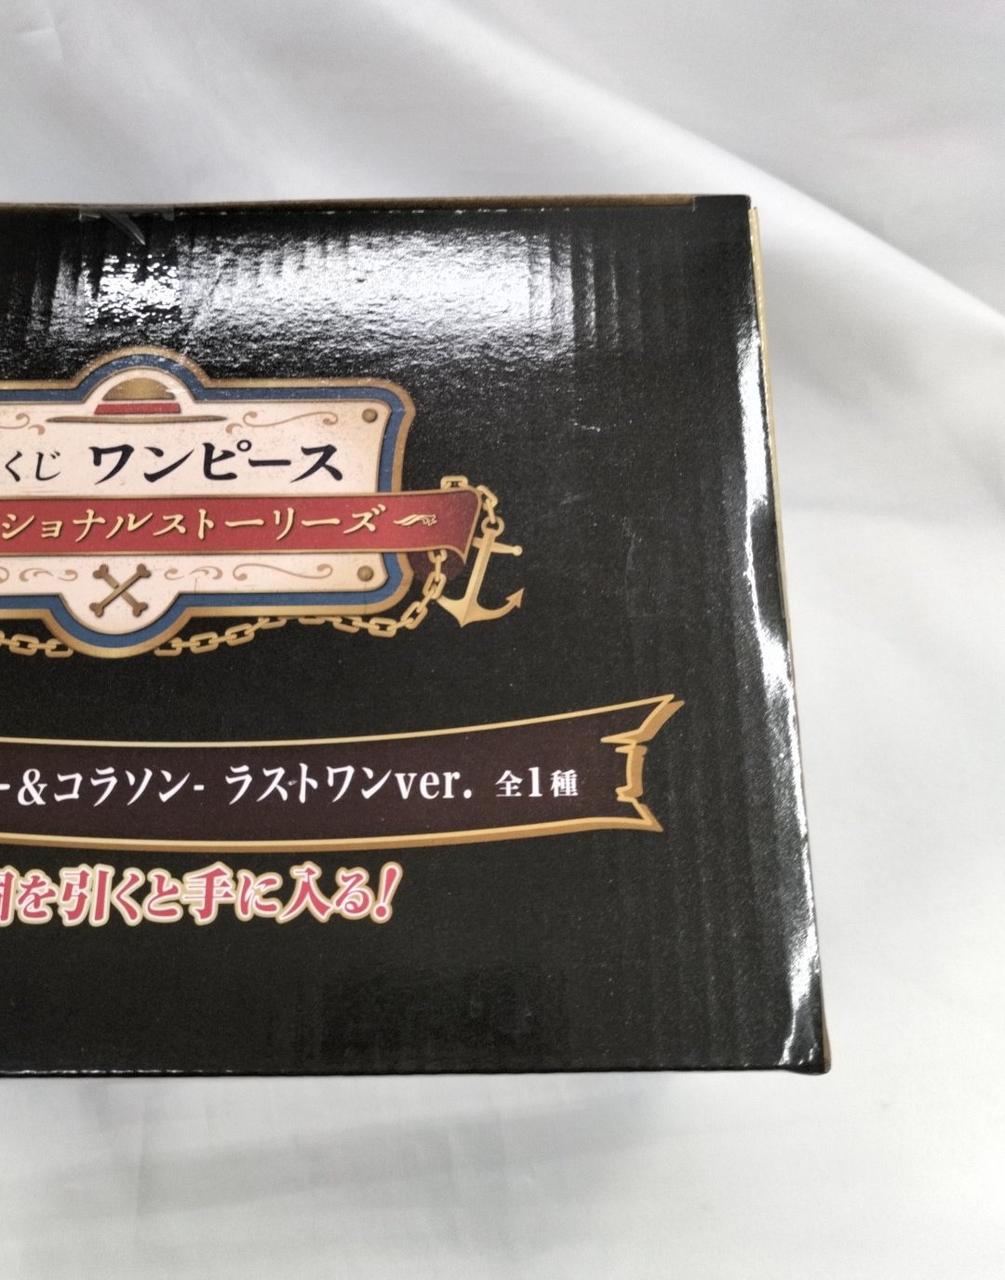 くじ ワンピース
ショナルストーリーズ
ー&コラソン- ラストワンver. 全1種
を引くと手に入る!